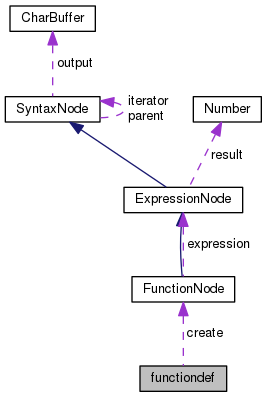 CharBuffer
output
SyntaxNode
iterator
parent
Number
result
ExpressionNode
expression
FunctionNode
create
functiondef